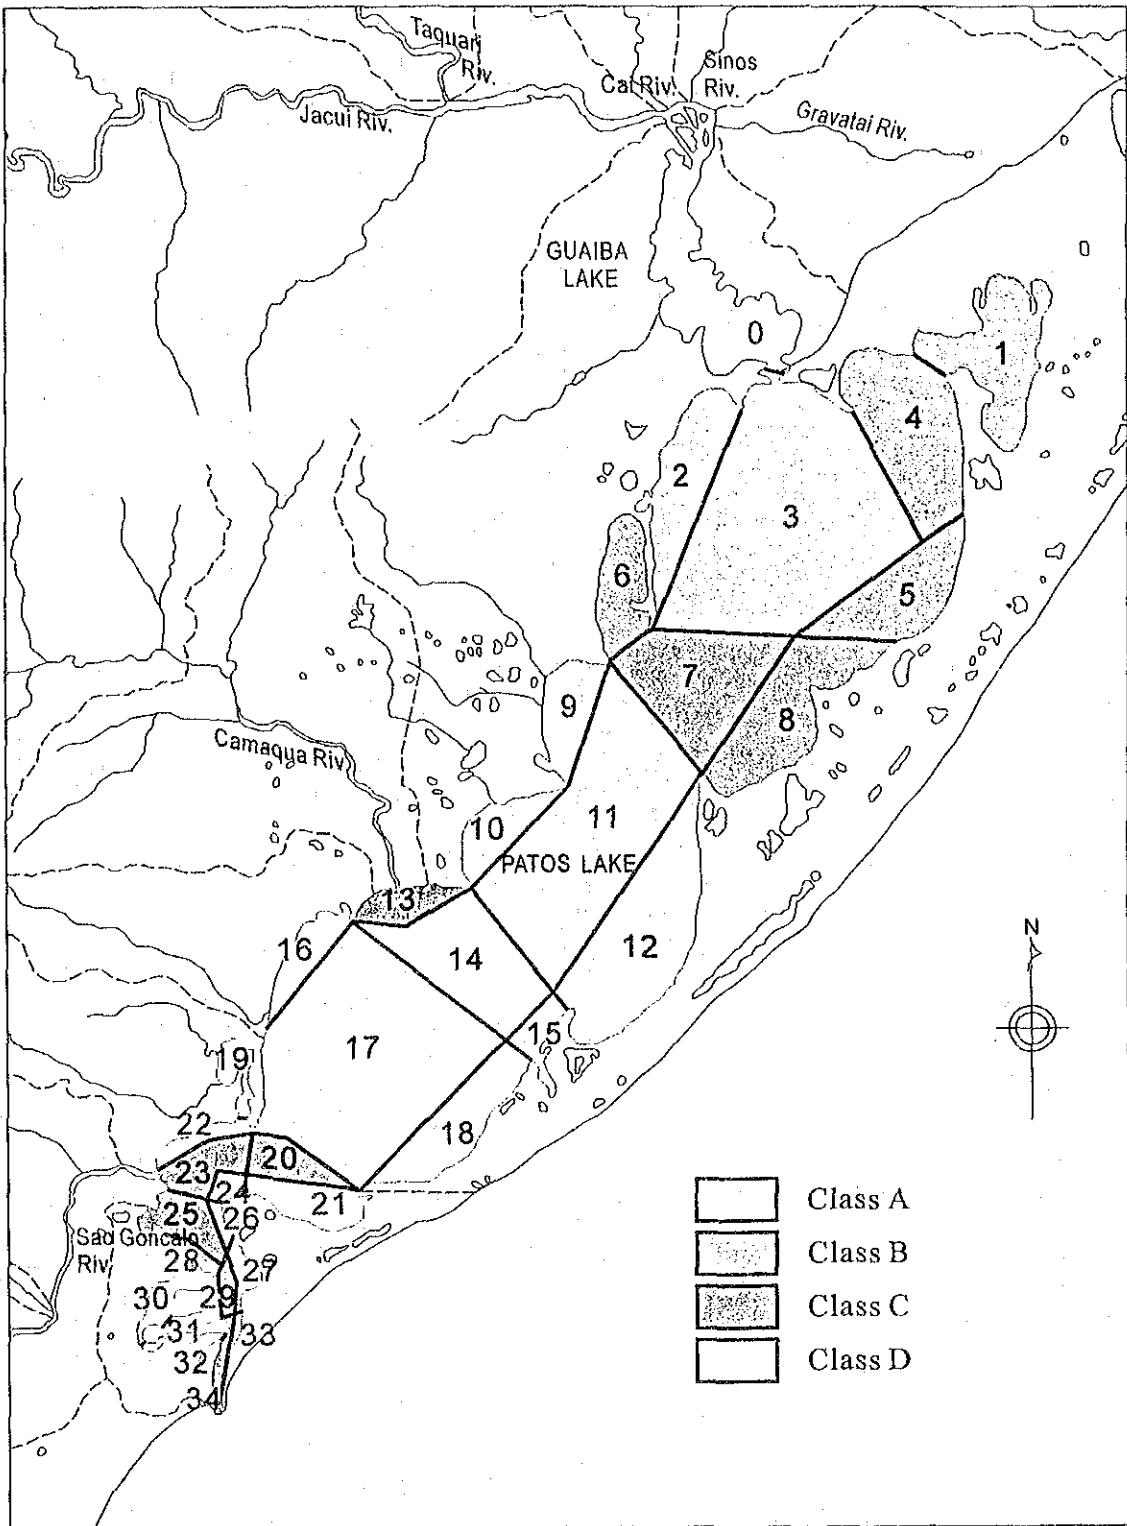 Taquari
Riv.
Sinos
Riv.
Cai Riv.
Jacui Riv.
Gravatai Riv.
GUAIBA
LAKE
0
1
4
2
3
6
5
7
9
8
Camaqua Riv
11
10
PATOS LAKE
13
16
14
12
N
15
17
19
22
18
20
23
24
21
25
26
Sao Goncalo
Riv.
28
27
30
29
31
33
32
34
Class A
Class B
Class C
Class D